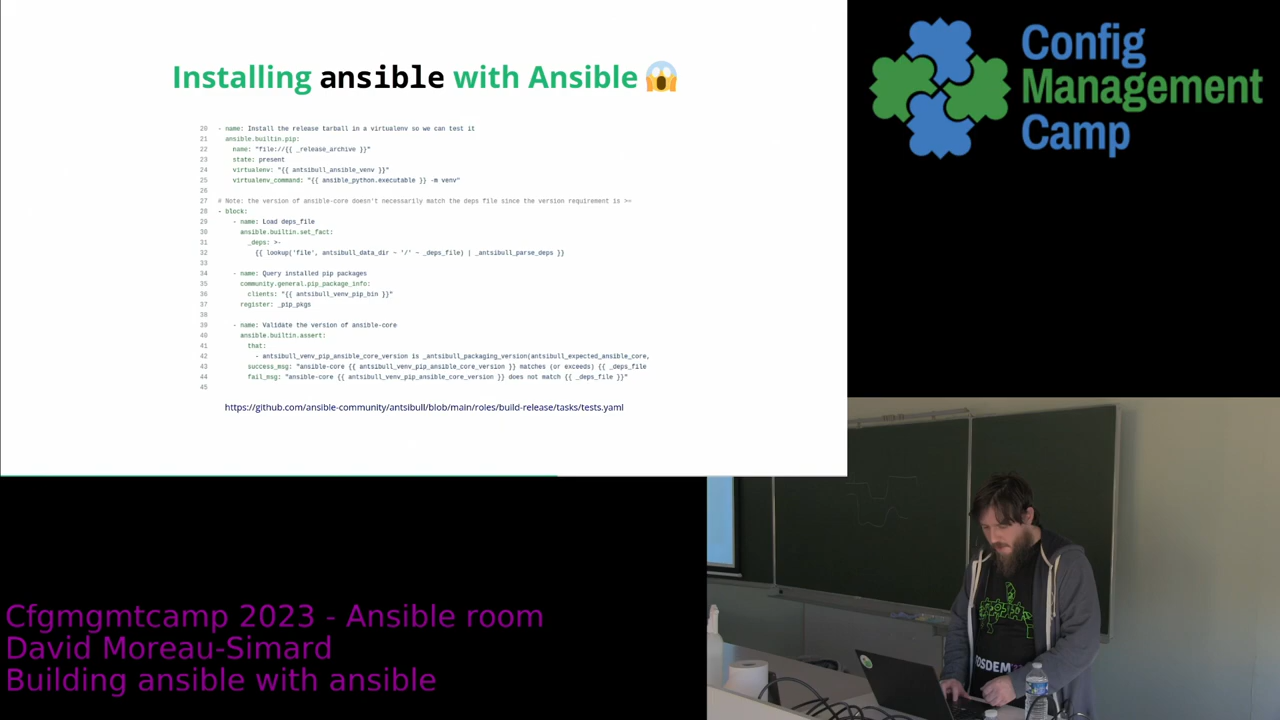 Installing ansible with Ansible 😱
20 - name: Install the release tarball in a virtualenv so we can test it
21 ansible.builtin.pip:
22 name: "file://{{ _release_archive }}"
23 state: present
24 virtualenv: "{{ antsibull_ansible_venv }}"
25 virtualenv_command: "{{ ansible_python.executable }} -m venv"
26
27 # Note: the version of ansible-core doesn't necessarily match the deps file since the version requirement is >=
28 - block:
29 - name: Load deps_file
30 ansible.builtin.set_fact:
31 _deps: >-
32 {{ lookup('file', antsibull_data_dir ~ '/' ~ _deps_file) | _antsibull_parse_deps }}
33
34 - name: Query installed pip packages
35 community.general.pip_package_info:
36 clients: "{{ antsibull_venv_pip_bin }}"
37 register: _pip_pkgs
38
39 - name: Validate the version of ansible-core
40 ansible.builtin.assert:
41 that:
42 - antsibull_venv_pip_ansible_core_version is _antsibull_packaging_version(antsibull_expected_ansible_core,
43 success_msg: "ansible-core {{ antsibull_venv_pip_ansible_core_version }} matches (or exceeds) {{ _deps_file
44 fail_msg: "ansible-core {{ antsibull_venv_pip_ansible_core_version }} does not match {{ _deps_file }}"
45
https://github.com/ansible-community/antsibull/blob/main/roles/build-release/tasks/tests.yaml
Config
Management
Camp
Cfgmgmtcamp 2023 - Ansible room
David Moreau-Simard
Building ansible with ansible